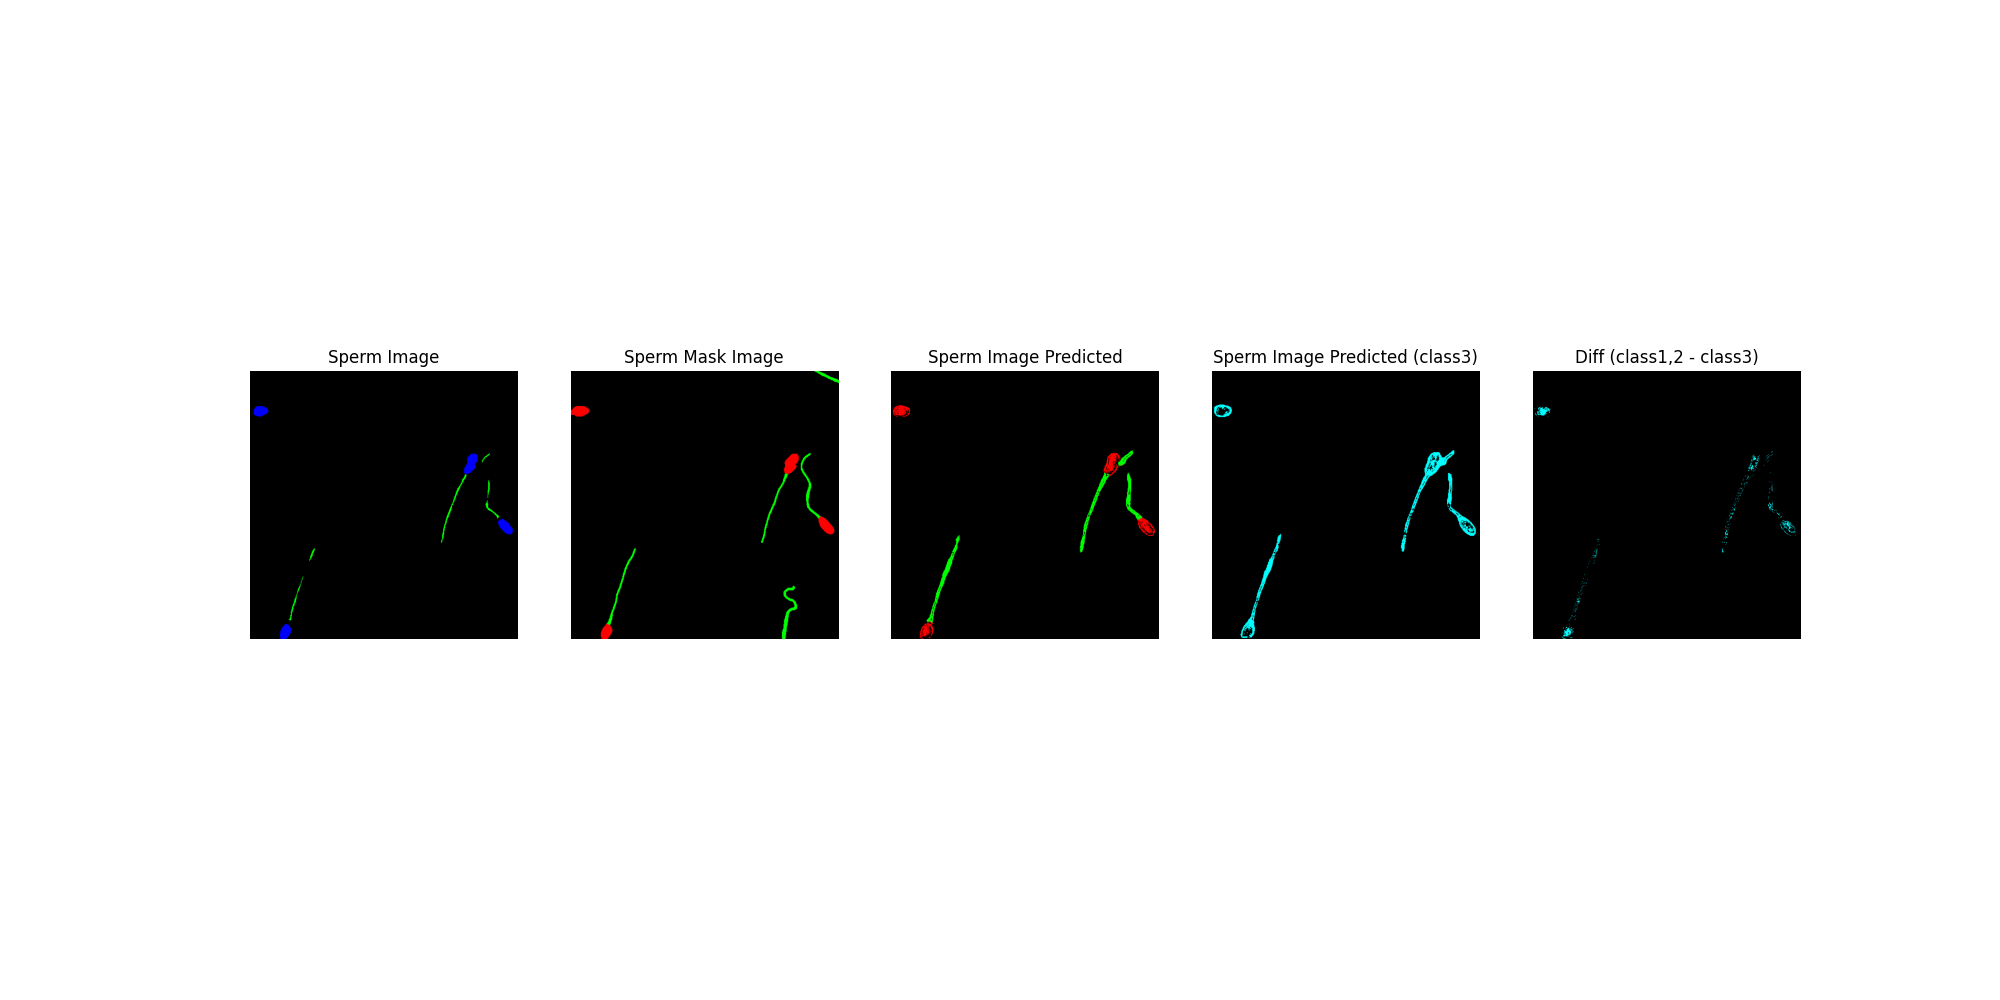 Sperm Image
Sperm Mask Image
Sperm Image Predicted
Sperm Image Predicted (class3)
Diff (class1,2 - class3)